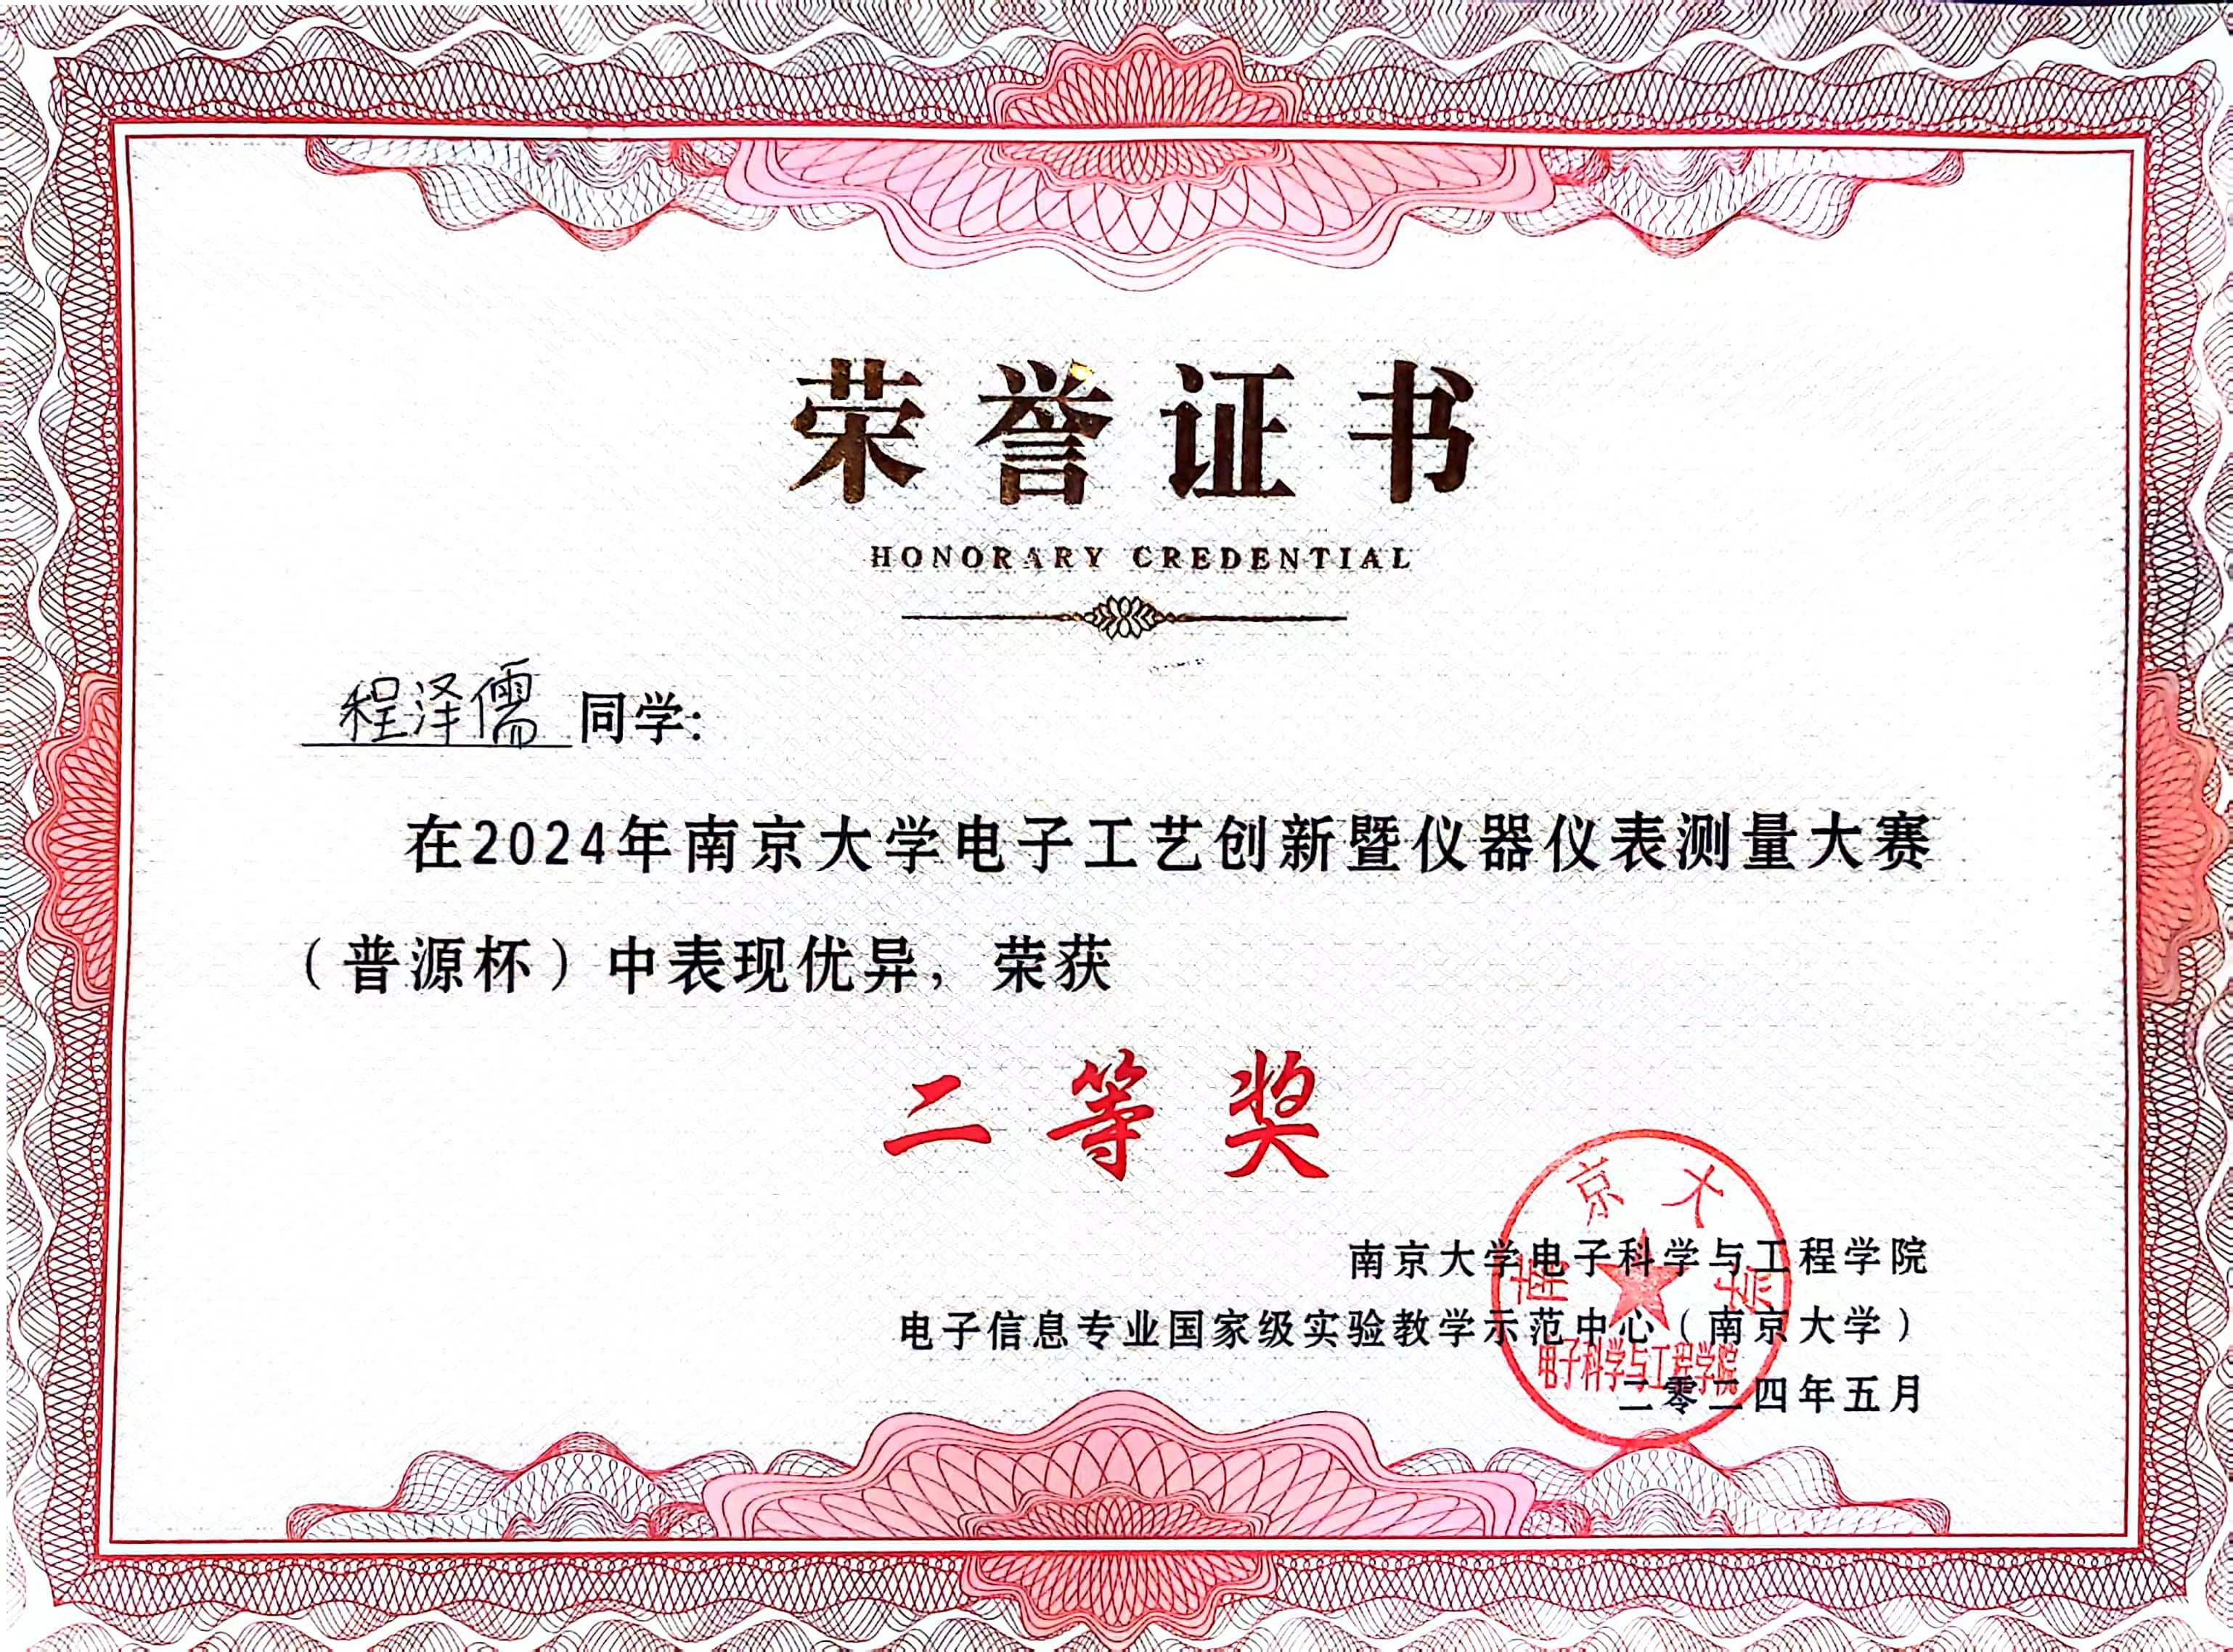 荣誉证书
HONORARY CREDENTIAL
程泽儒 同学:
在2024年南京大学电子工艺创新暨仪器仪表测量大赛
（普源杯）中表现优异，荣获
二等奖
南京大学电子科学与工程学院
电子信息专业国家级实验教学示范中心（南京大学）
二零二四年五月
南京大学
电子科学与工程学院